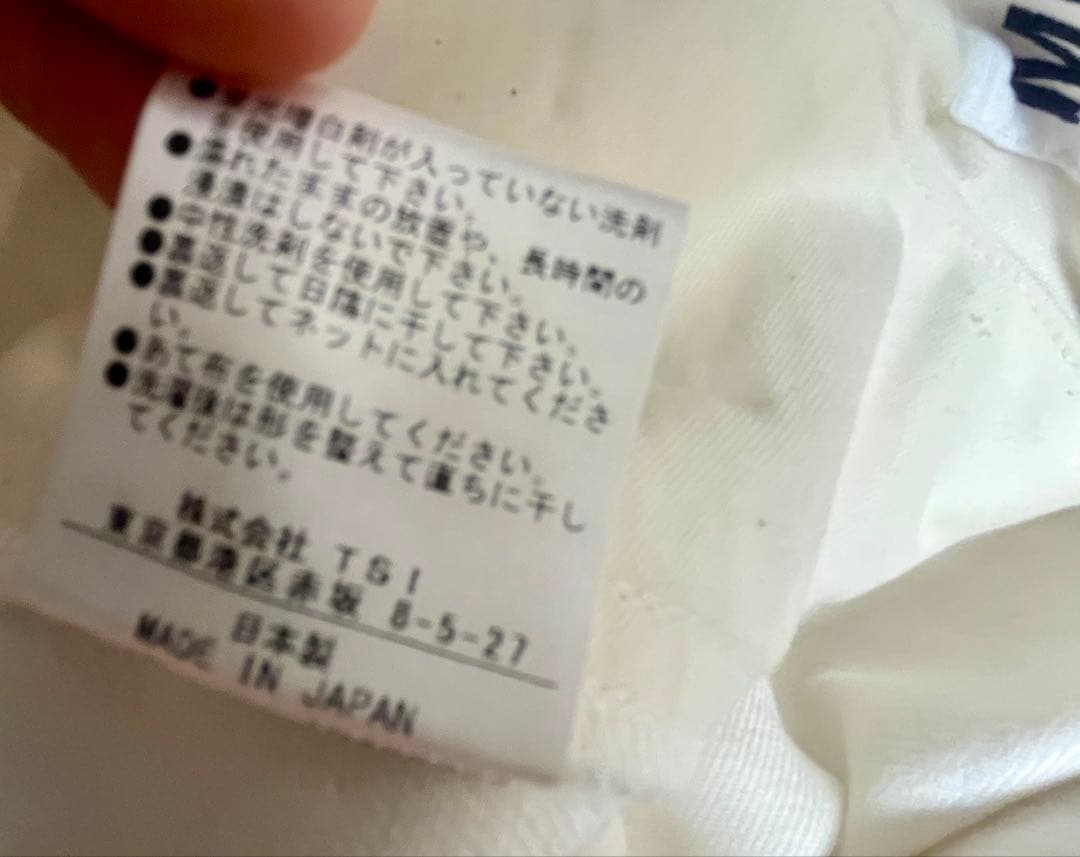 ●蛍光増白剤が入っていない洗剤
を使用して下さい。
●濡れたままの放置や、長時間の
浸漬はしないで下さい。
●中性洗剤を使用して下さい。
●裏返して日陰に干して下さい。
●裏返してネットに入れてくださ
い。
●あて布を使用してください。
●洗濯後は形を整えて直ちに干し
てください。
株式会社 TSI
東京都港区赤坂 8-5-27
日本製
MADE IN JAPAN